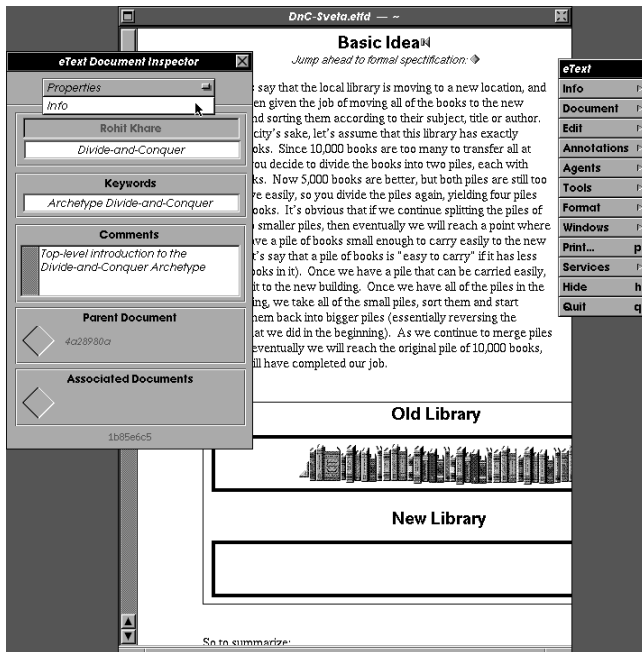 DnC-Sveta.etfd — ~
Basic Idea
Jump ahead to formal spectification:
say that the local library is moving to a new location, and
en given the job of moving all of the books to the new
nd sorting them according to their subject, title or author.
city's sake, let's assume that this library has exactly
oks. Since 10,000 books are too many to transfer all at
you decide to divide the books into two piles, each with
ks. Now 5,000 books are better, but both piles are still too
ve easily, so you divide the piles again, yielding four piles
ooks. It's obvious that if we continue splitting the piles of
smaller piles, then eventually we will reach a point where
ve a pile of books small enough to carry easily to the new
t's say that a pile of books is "easy to carry" if it has less
ooks in it). Once we have a pile that can be carried easily,
it to the new building. Once we have all of the piles in the
ing, we take all of the small piles, sort them and start
hem back into bigger piles (essentially reversing the
at we did in the beginning). As we continue to merge piles
eventually we will reach the original pile of 10,000 books,
ill have completed our job.
Old Library
New Library
So to summarize:
eText Document Inspector
Properties
Info
Rohit Khare
Divide-and-Conquer
Keywords
Archetype Divide-and-Conquer
Comments
Top-level introduction to the
Divide-and-Conquer Archetype
Parent Document
4a28980a
Associated Documents
1b85e6c5
eText
Info
Document
Edit
Annotations
Agents
Tools
Format
Windows
Print... p
Services
Hide h
Quit q